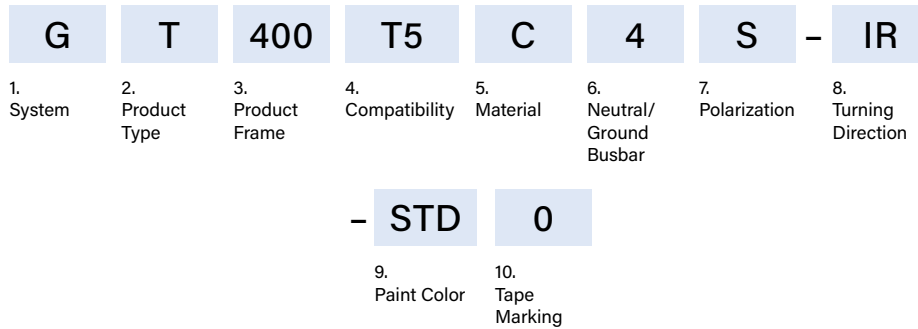 G T 400 T5 C 4 S – IR
1. 2. 3. 4. 5. 6. 7. 8.
System Product Product Compatibility Material Neutral/ Polarization Turning
Type Frame Ground Direction
Busbar
– STD 0
9. 10.
Paint Color Tape
Marking